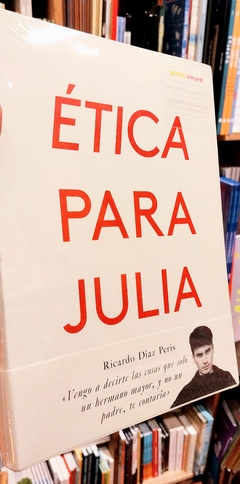 ÉTICA
PARA
JULIA
Ricardo Díaz Peris
«Vengo a decirte las cosas que solo
un hermano mayor, y no un
padre, te contaría»